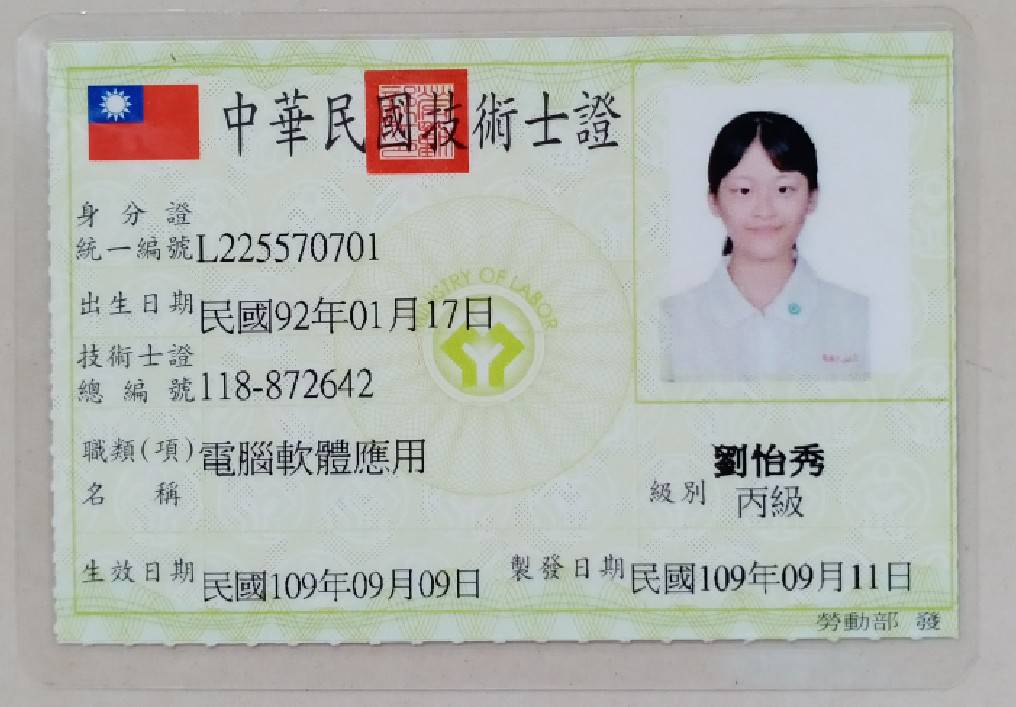 中華民國技術士證
身分證
統一編號L225570701
出生日期民國92年01月17日
技術士證
總編號118-872642
職類(項)電腦軟體應用
名稱
劉怡秀
級別丙級
生效日期民國109年09月09日
製發日期民國109年09月11日
勞動部 發
MINISTRY OF LABOR